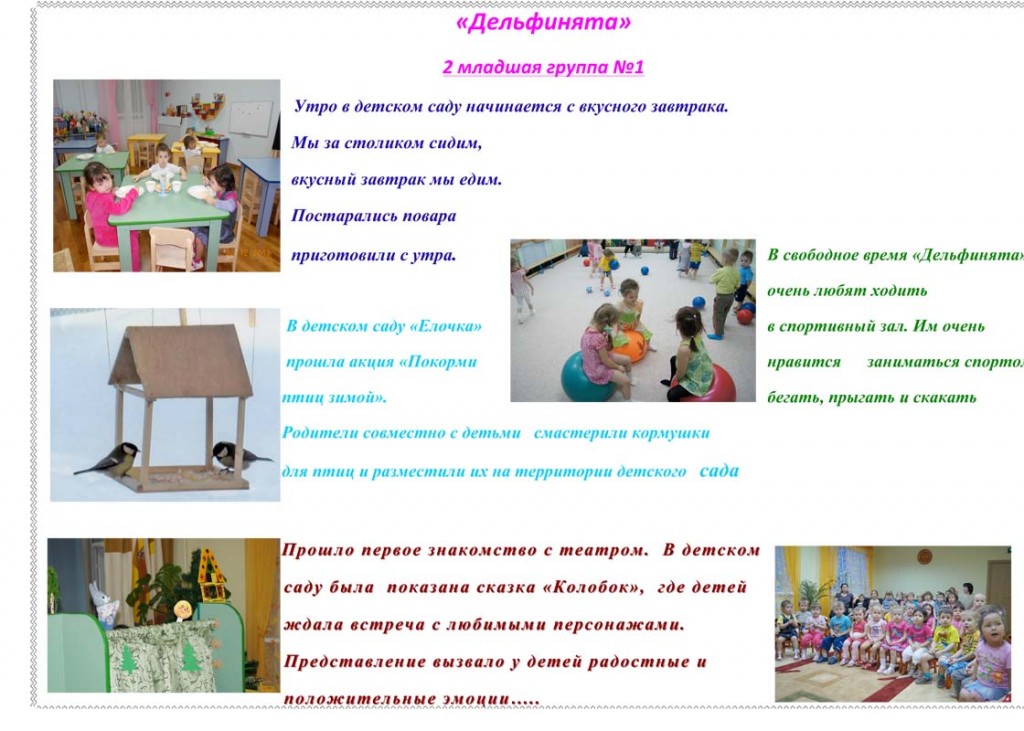 «Дельфинята»
2 младшая группа №1
Утро в детском саду начинается с вкусного завтрака.
Мы за столиком сидим,
вкусный завтрак мы едим.
Постарались повара
приготовили с утра.
В свободное время «Дельфинята»
очень любят ходить
в спортивный зал. Им очень
нравится заниматься спорто
бегать, прыгать и скакать
В детском саду «Елочка»
прошла акция «Покорми
птиц зимой».
Родители совместно с детьми смастерили кормушки
для птиц и разместили их на территории детского сада
Прошло первое знакомство с театром. В детском
саду была показана сказка «Колобок», где детей
ждала встреча с любимыми персонажами.
Представление вызвало у детей радостные и
положительные эмоции.....